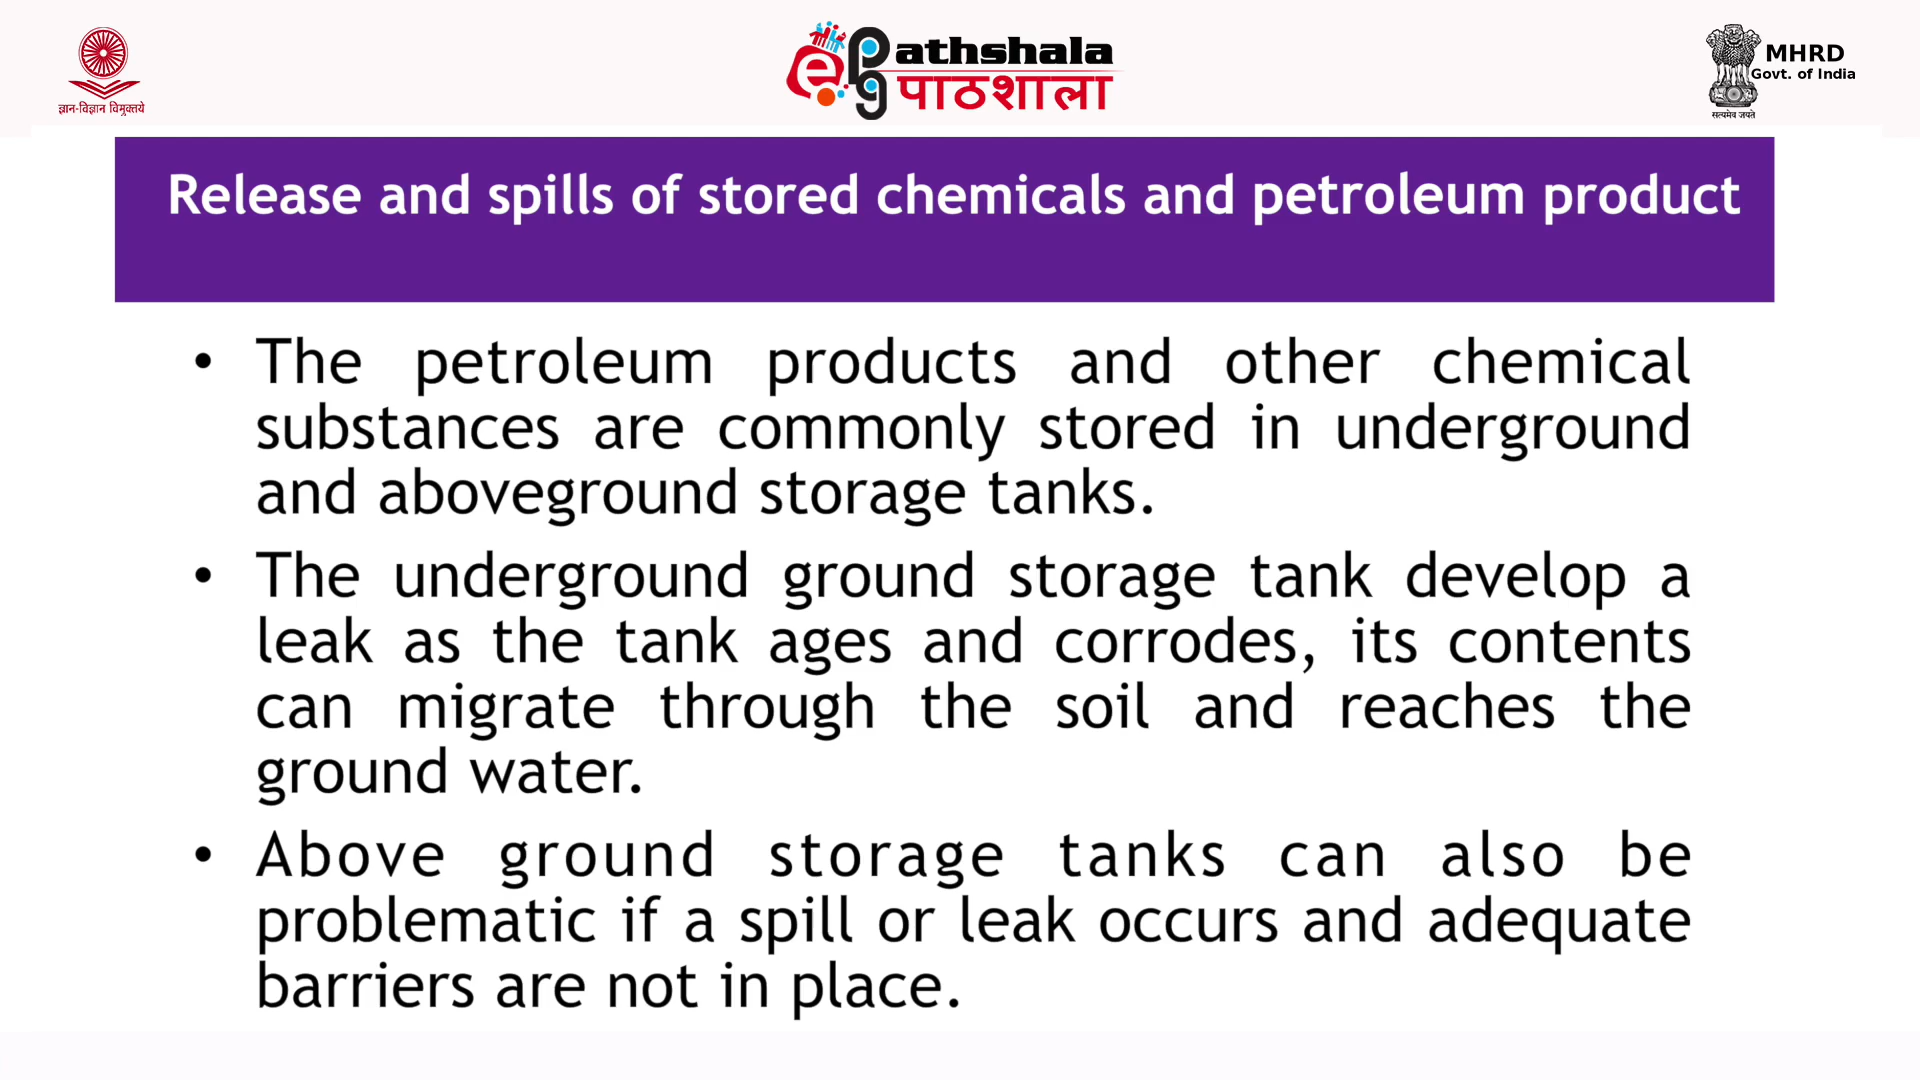 ज्ञान-विज्ञान विमुक्तये
e Pg athshala
पाठशाला
MHRD
Govt. of India
सत्यमेव जयते
Release and spills of stored chemicals and petroleum product
• The petroleum products and other chemical
substances are commonly stored in underground
and aboveground storage tanks.
• The underground ground storage tank develop a
leak as the tank ages and corrodes, its contents
can migrate through the soil and reaches the
ground water.
• Above ground storage tanks can also be
problematic if a spill or leak occurs and adequate
barriers are not in place.